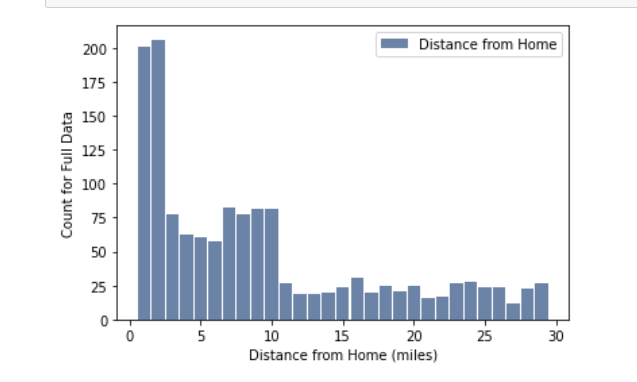 Distance from Home
200
175
150
125
100
75
50
25
0
Count for Full Data
0 5 10 15 20 25 30
Distance from Home (miles)